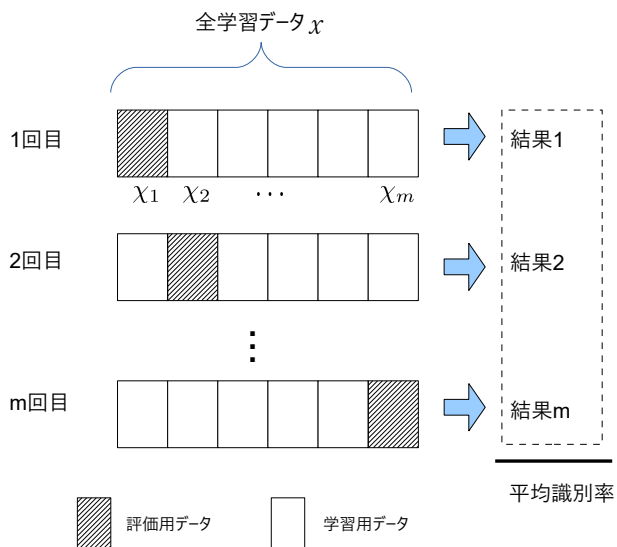 全学習データ x
1回目
結果1
χ1 χ2 ··· χm
2回目
結果2
⋮
m回目
結果m
平均識別率
評価用データ 学習用データ